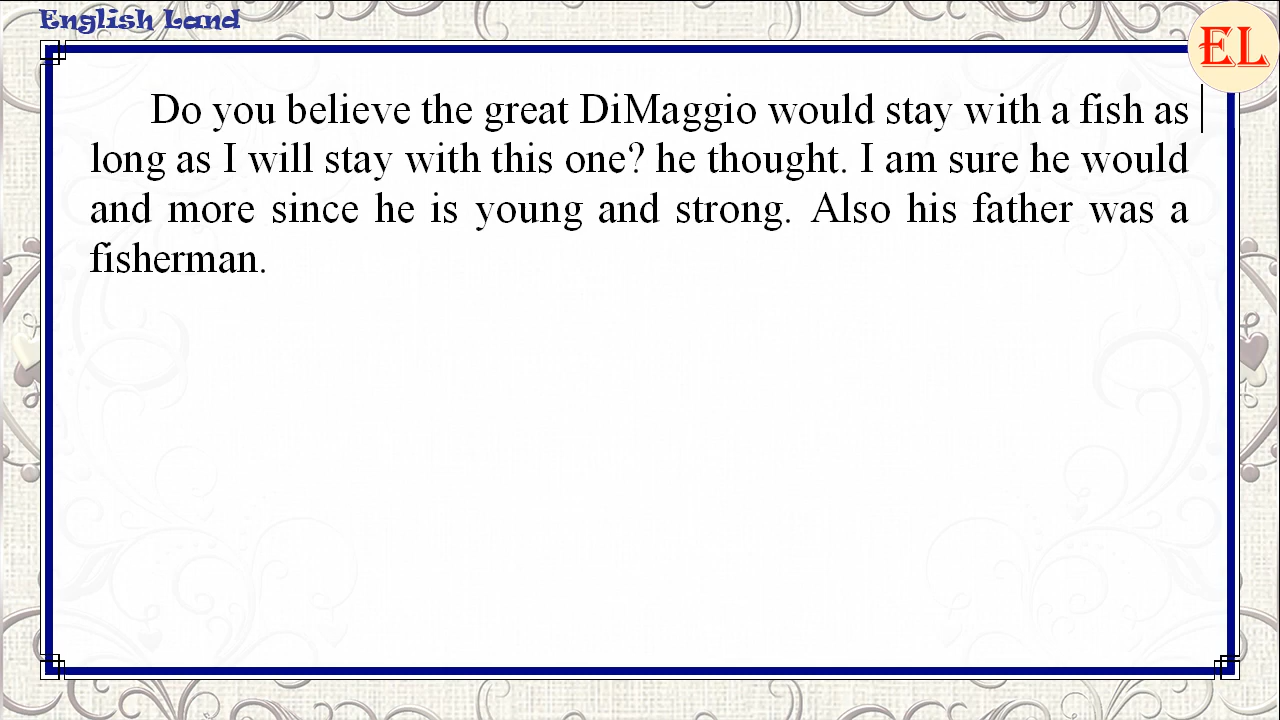 English Land
EL
Do you believe the great DiMaggio would stay with a fish as
long as I will stay with this one? he thought. I am sure he would
and more since he is young and strong. Also his father was a
fisherman.